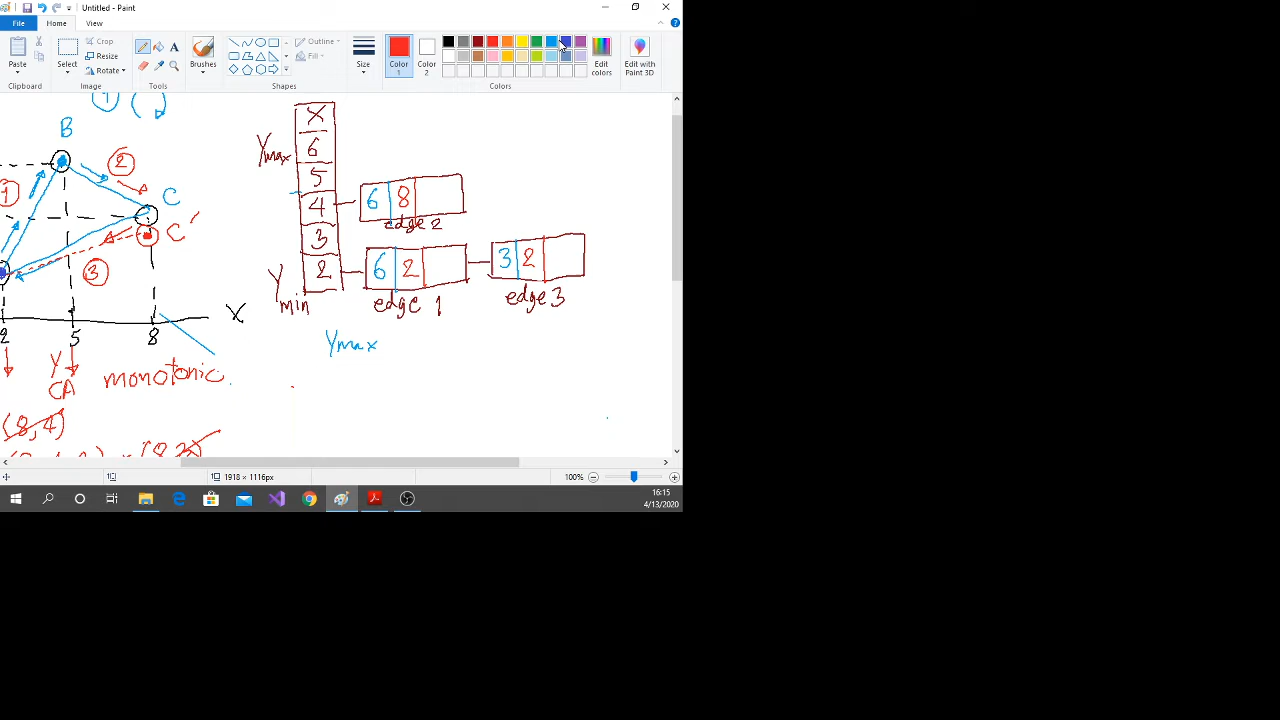 Untitled - Paint
File Home View
Paste
Clipboard
Select
Crop
Resize
Rotate
Image
Tools
Brushes
Shapes
Outline
Fill
Size
Color 1
Color 2
Colors
Edit colors
Edit with Paint 3D
1
B
1
2
C
C'
3
X
2 5 8
Y
CA
monotonic
(8,4)
X
Ymax
6
5
4
3
2
Ymin
6 8
edge 2
6 2
edge 1
3 2
edge 3
Ymax
1918 × 1116px
100%
16:15
4/13/2020